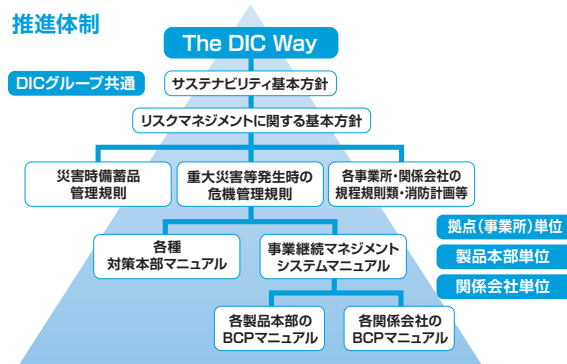 推進体制
The DIC Way
DICグループ共通
サステナビリティ基本方針
リスクマネジメントに関する基本方針
災害時備蓄品
管理規則
重大災害等発生時の
危機管理規則
各事業所・関係会社の
規程規則類・消防計画等
拠点(事業所)単位
製品本部単位
関係会社単位
各種
対策本部マニュアル
事業継続マネジメント
システムマニュアル
各製品本部の
BCPマニュアル
各関係会社の
BCPマニュアル